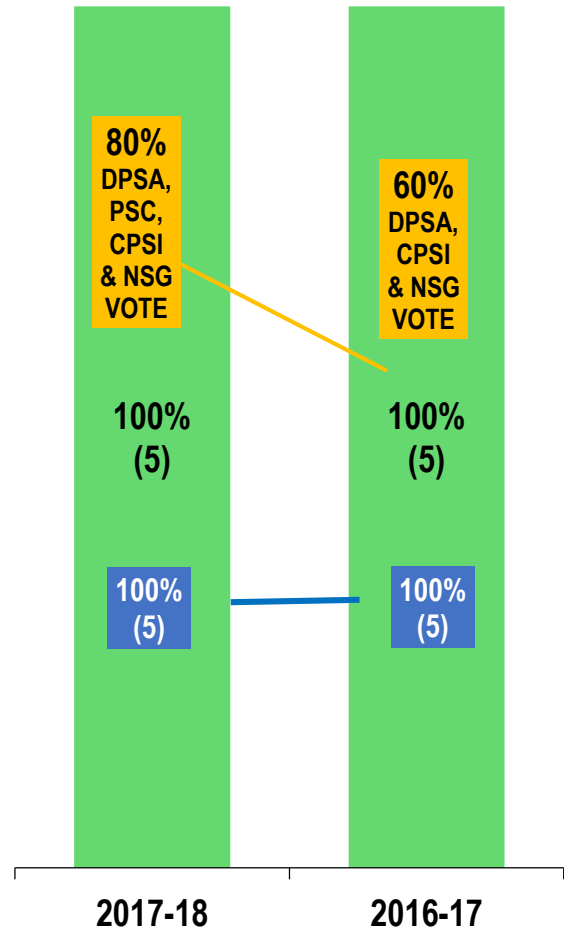 80%
DPSA,
PSC,
CPSI
& NSG
VOTE
60%
DPSA,
CPSI
& NSG
VOTE
100%
(5)
100%
(5)
100%
(5)
100%
(5)
2017-18
2016-17